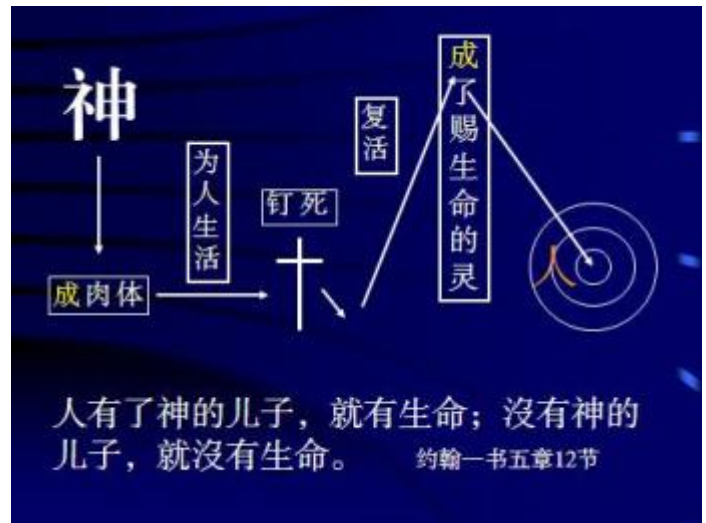 神
成肉体
为人生活
钉死
复活
成了赐生命的灵
人
人有了神的儿子，就有生命；沒有神的
儿子，就沒有生命。 约翰一书五章12节